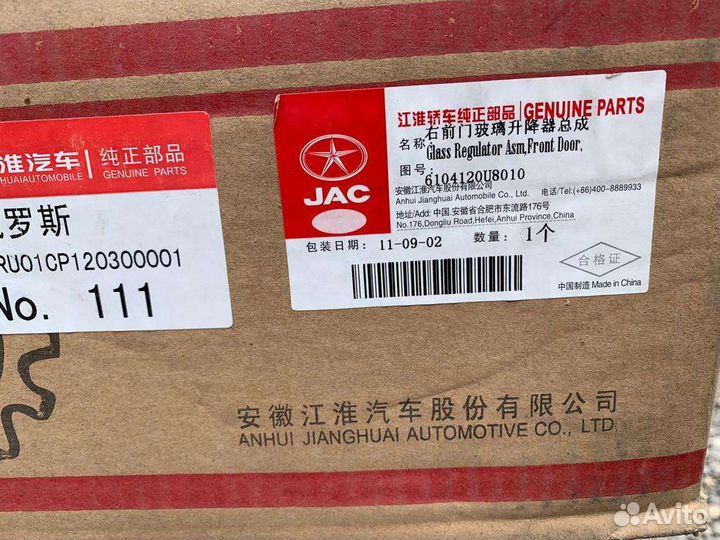 淮汽车 | 纯正部品
HUAIAUTOMOBILE | GENUINE PARTS
罗斯
RU01CP120300001
No. 111
JAC
江淮轿车纯正部品 | GENUINE PARTS
名称: 右前门玻璃升降器总成
Glass Regulator Asm,Front Door,
图号: 6104120U8010
安徽江淮汽车股份有限公司
Anhui Jianghuai Automobile Co., Ltd. 电话/Tel:(+86)400-8889933
地址/Add: 中国.安徽省合肥市东流路176号
No.176,Dongliu Road,Hefei,Anhui Province,China
包装日期: 11-09-02 数量: 1个
合格证
中国制造 Made in China
安徽江淮汽车股份有限公司
ANHUI JIANGHUAI AUTOMOTIVE CO., LTD.
Avito